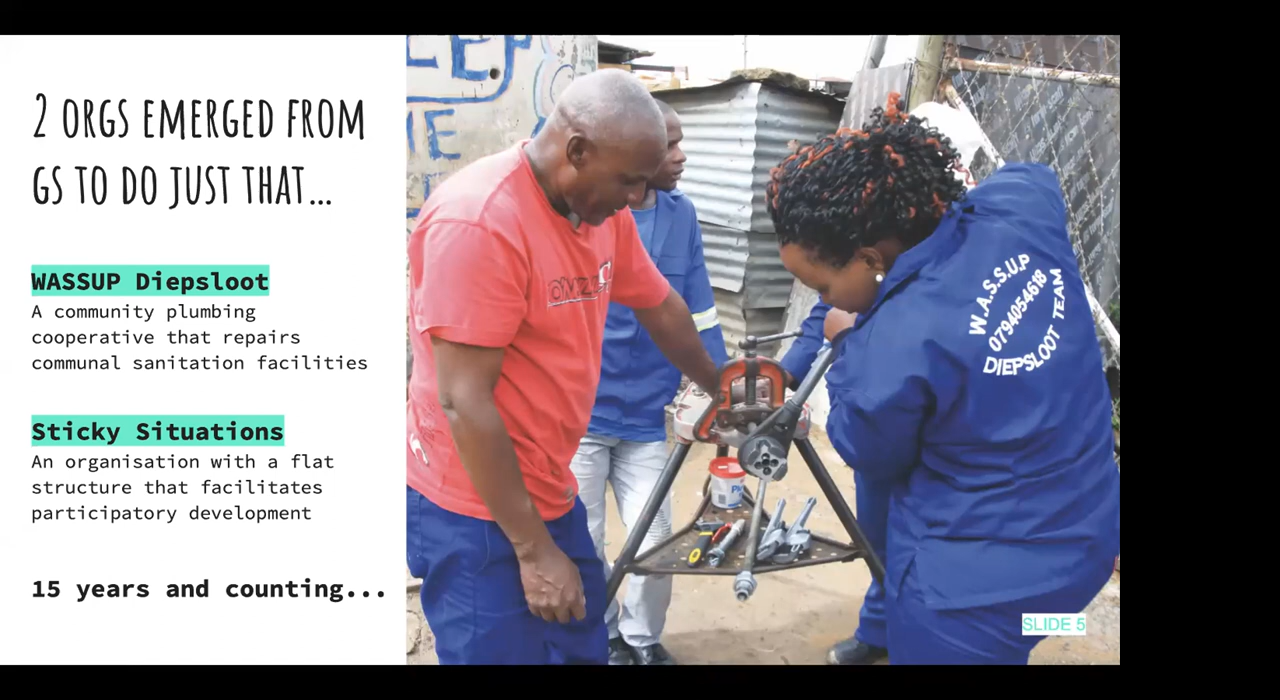 2 ORGS EMERGED FROM
GS TO DO JUST THAT...
WASSUP Diepsloot
A community plumbing
cooperative that repairs
communal sanitation facilities
Sticky Situations
An organisation with a flat
structure that facilitates
participatory development
15 years and counting...
W.A.S.S.U.P
0794054618
DIEPSLOOT TEAM
SLIDE 5